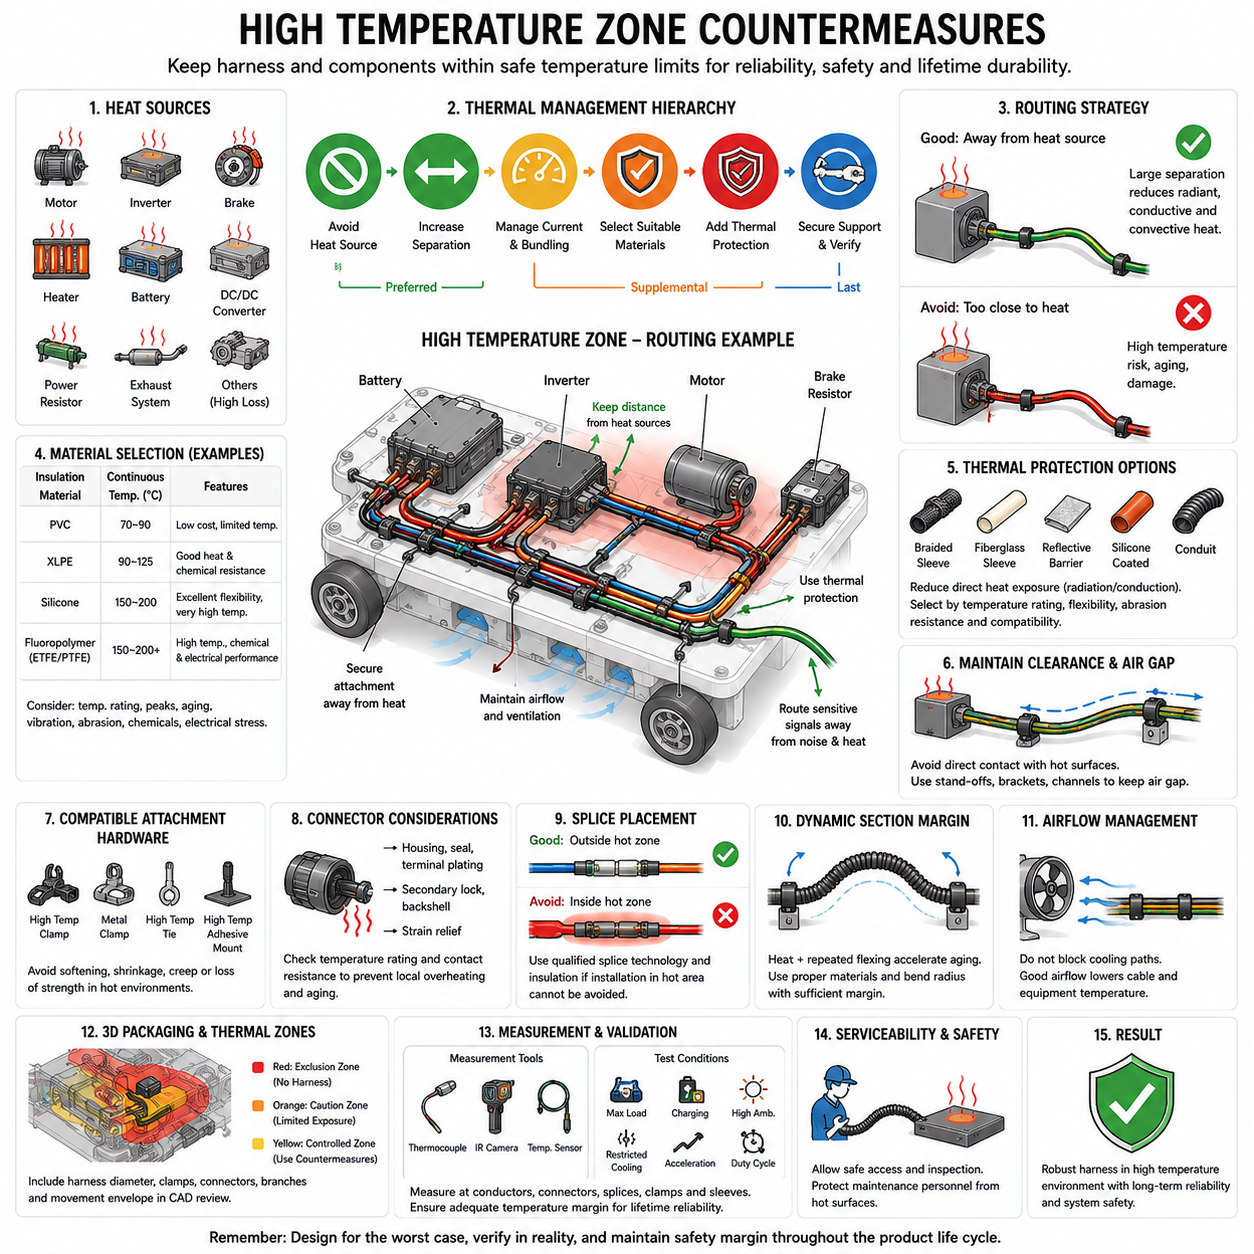 HIGH TEMPERATURE ZONE COUNTERMEASURES
Keep harness and components within safe temperature limits for reliability, safety and lifetime durability.
1. HEAT SOURCES
Motor
Inverter
Brake
Heater
Battery
DC/DC
Converter
Power
Resistor
Exhaust
System
Others
(High Loss)
2. THERMAL MANAGEMENT HIERARCHY
Avoid
Heat Source
Increase
Separation
Manage Current
& Bundling
Select Suitable
Materials
Add Thermal
Protection
Secure Support
& Verify
Preferred
Supplemental
Last
3. ROUTING STRATEGY
Good: Away from heat source
Large separation
reduces radiant,
conductive and
convective heat.
Avoid: Too close to heat
High temperature
risk, aging,
damage.
HIGH TEMPERATURE ZONE – ROUTING EXAMPLE
Battery
Inverter
Motor
Brake
Resistor
Keep distance
from heat sources
Use thermal
protection
Secure
attachment
away from heat
Maintain airflow
and ventilation
Route sensitive
signals away
from noise & heat
4. MATERIAL SELECTION (EXAMPLES)
Insulation
Material
Continuous
Temp. (°C)
Features
PVC
70~90
Low cost, limited temp.
XLPE
90~125
Good heat &
chemical resistance
Silicone
150~200
Excellent flexibility,
very high temp.
Fluoropolymer
(ETFE/PTFE)
150~200+
High temp., chemical
& electrical performance
Consider: temp. rating, peaks, aging,
vibration, abrasion, chemicals, electrical stress.
5. THERMAL PROTECTION OPTIONS
Braided
Sleeve
Fiberglass
Sleeve
Reflective
Barrier
Silicone
Coated
Conduit
Reduce direct heat exposure (radiation/conduction).
Select by temperature rating, flexibility, abrasion
resistance and compatibility.
6. MAINTAIN CLEARANCE & AIR GAP
Avoid direct contact with hot surfaces.
Use stand-offs, brackets, channels to keep air gap.
7. COMPATIBLE ATTACHMENT
HARDWARE
High Temp
Clamp
Metal
Clamp
High Temp
Tie
High Temp
Adhesive
Mount
Avoid softening, shrinkage, creep or loss
of strength in hot environments.
8. CONNECTOR CONSIDERATIONS
Housing, seal,
terminal plating
Secondary lock,
backshell
Strain relief
Check temperature rating and contact
resistance to prevent local overheating
and aging.
9. SPLICE PLACEMENT
Good: Outside hot zone
Avoid: Inside hot zone
Use qualified splice technology and
insulation if installation in hot area
cannot be avoided.
10. DYNAMIC SECTION MARGIN
Heat + repeated flexing accelerate aging.
Use proper materials and bend radius
with sufficient margin.
11. AIRFLOW MANAGEMENT
Do not block cooling paths.
Good airflow lowers cable and
equipment temperature.
12. 3D PACKAGING & THERMAL ZONES
Red: Exclusion Zone
(No Harness)
Orange: Caution Zone
(Limited Exposure)
Yellow: Controlled Zone
(Use Countermeasures)
Include harness diameter, clamps, connectors, branches
and movement envelope in CAD review.
13. MEASUREMENT & VALIDATION
Measurement Tools
Thermocouple
IR Camera
Temp. Sensor
Test Conditions
Max Load
Charging
High Amb.
Restricted
Cooling
Acceleration
Duty Cycle
Measure at conductors, connectors, splices, clamps and sleeves.
Ensure adequate temperature margin for lifetime reliability.
14. SERVICEABILITY & SAFETY
Allow safe access and inspection.
Protect maintenance personnel from
hot surfaces.
15. RESULT
Robust harness in high temperature
environment with long-term reliability
and system safety.
Remember: Design for the worst case, verify in reality, and maintain safety margin throughout the product life cycle.